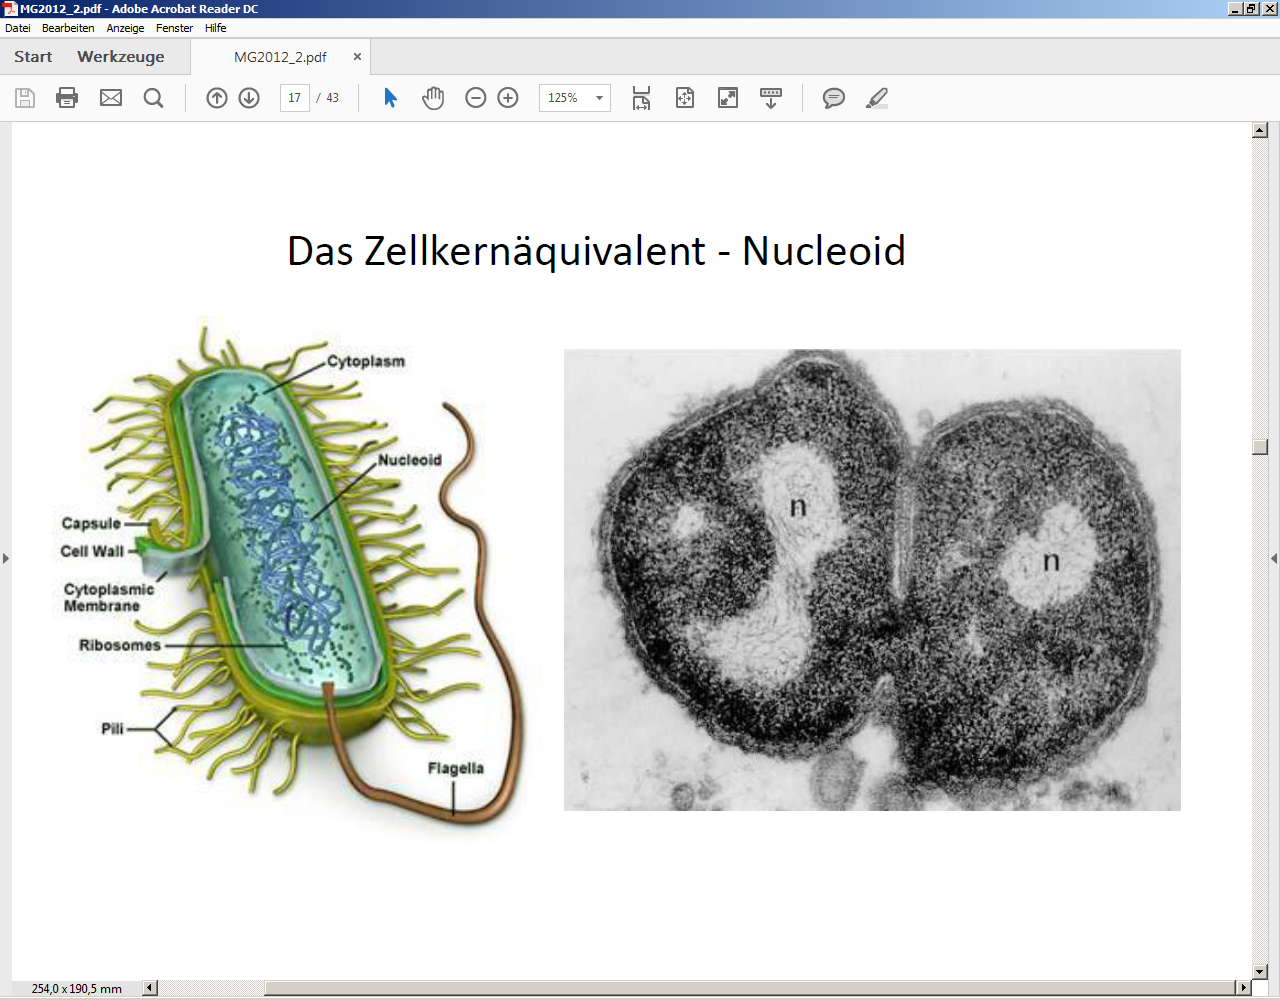 MG2012_2.pdf - Adobe Acrobat Reader DC
Datei Bearbeiten Anzeige Fenster Hilfe
Start Werkzeuge MG2012_2.pdf
17 / 43 125%
Das Zellkernäquivalent - Nucleoid
Cytoplasm
Nucleoid
Capsule
Cell Wall
Cytoplasmic
Membrane
Ribosomes
Pili
Flagella
n
n
254,0 x 190,5 mm